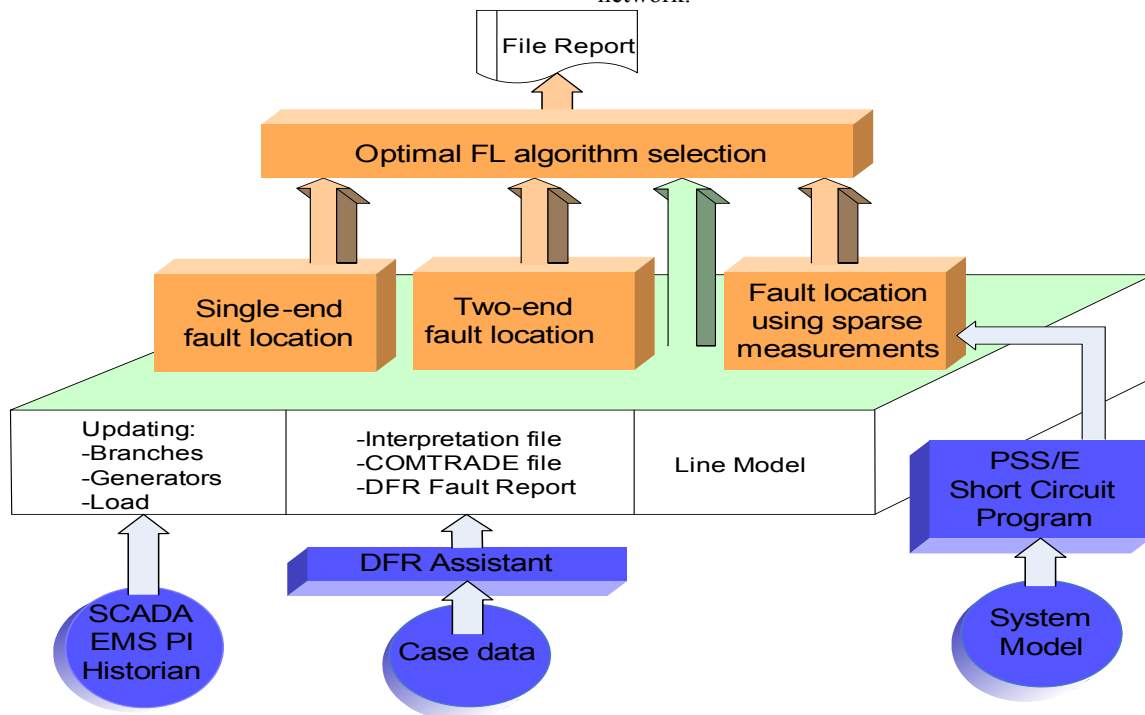 network.
File Report
Optimal FL algorithm selection
Single-end
fault location
Two-end
fault location
Fault location
using sparse
measurements
Updating:
-Branches
-Generators
-Load
-Interpretation file
-COMTRADE file
-DFR Fault Report
Line Model
PSS/E
Short Circuit
Program
DFR Assistant
SCADA
EMS PI
Historian
Case data
System
Model